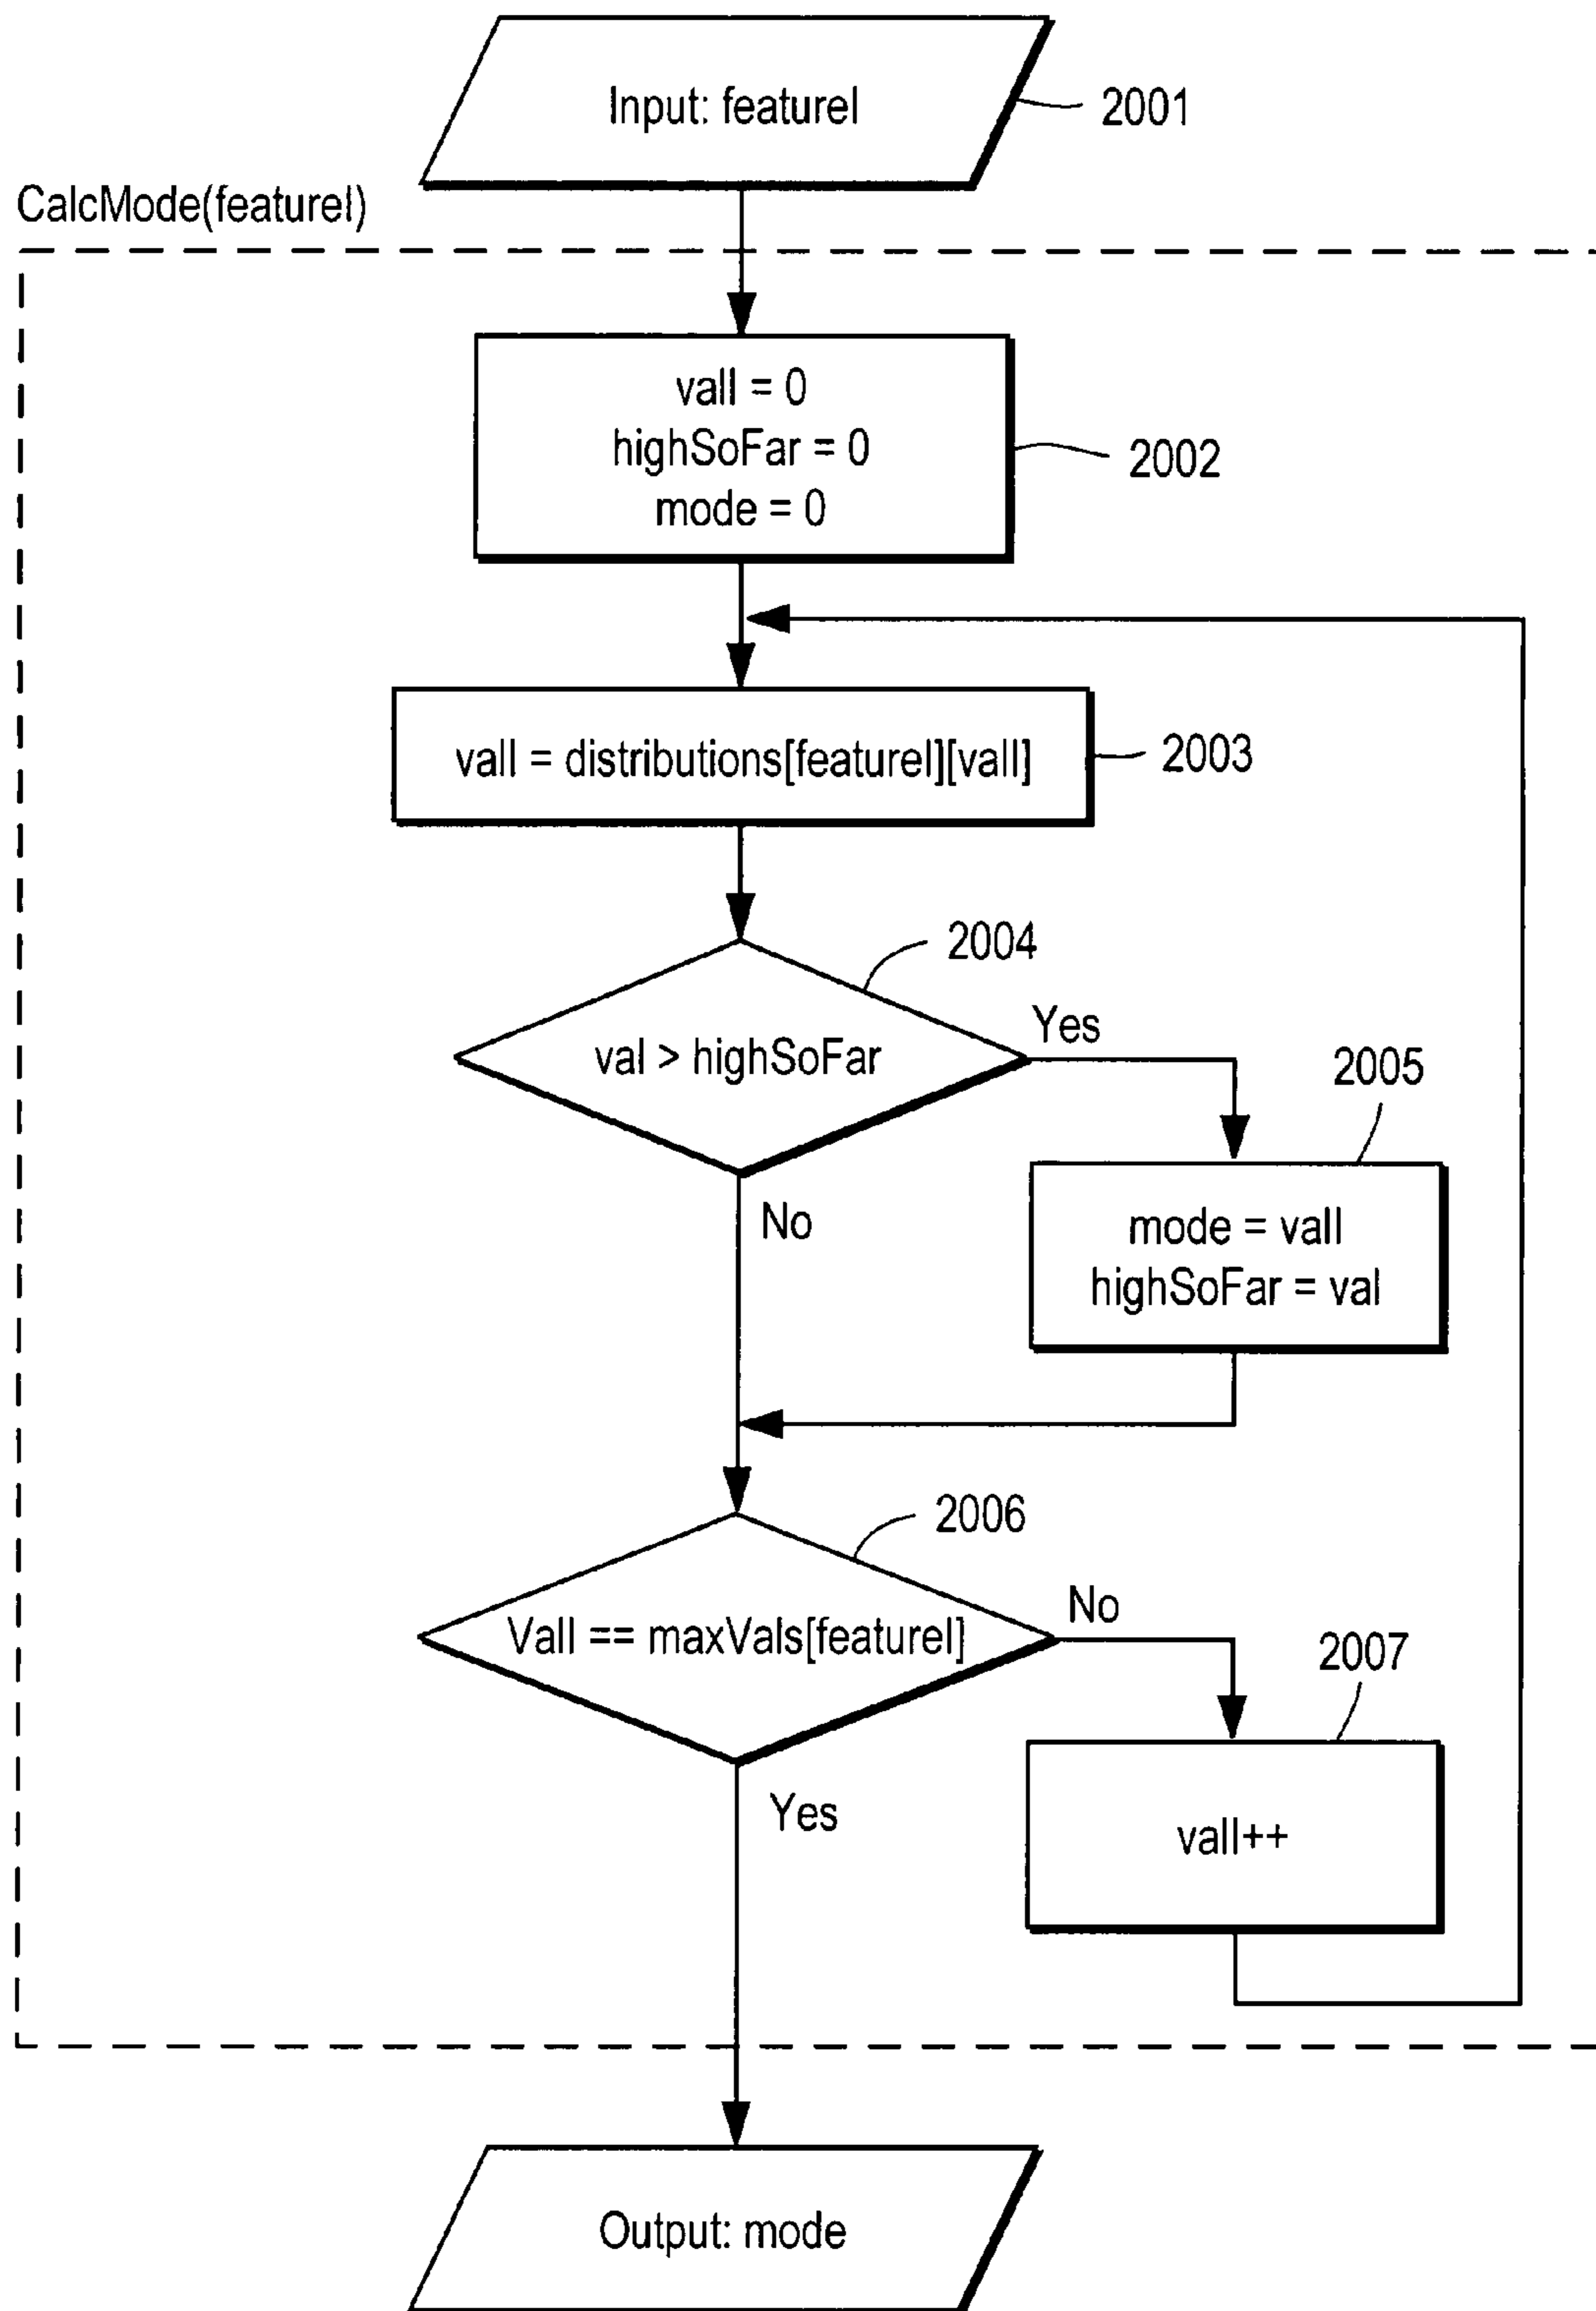 Input: featureI
2001
CalcMode(featureI)
valI = 0
highSoFar = 0
mode = 0
2002
valI = distributions[featureI][valI]
2003
2004
val > highSoFar
Yes
2005
No
mode = valI
highSoFar = val
2006
ValI == maxVals[featureI]
No
2007
Yes
valI++
Output: mode